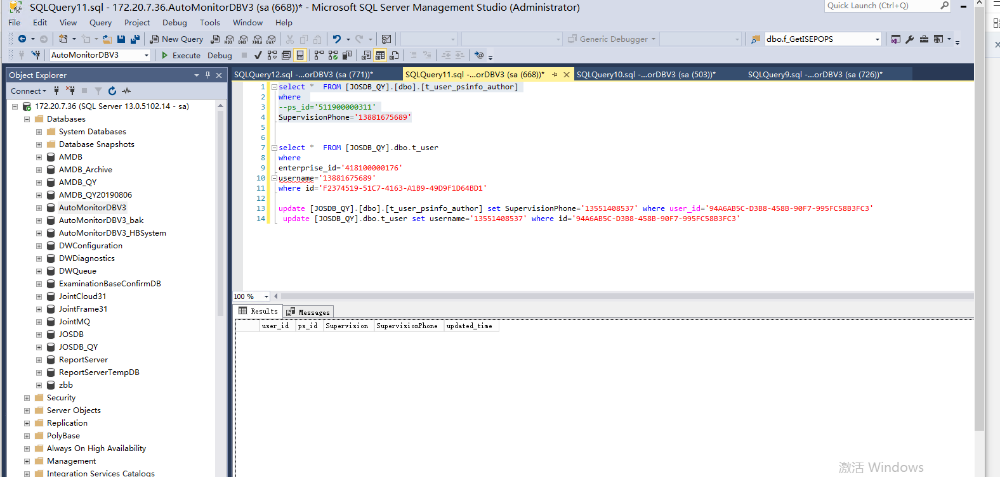 SQLQuery11.sql - 172.20.7.36.AutoMonitorDBV3 (sa (668))* - Microsoft SQL Server Management Studio (Administrator)
Quick Launch (Ctrl+Q)
File Edit View Query Project Debug Tools Window Help
New Query
MDX DMX XMLA DAX
Generic Debugger
dbo.f_GetISEPOPS
AutoMonitorDBV3
Execute Debug
Object Explorer
SQLQuery12.sql -...orDBV3 (sa (771))* SQLQuery11.sql -...orDBV3 (sa (668))* SQLQuery10.sql -...orDBV3 (sa (503))* SQLQuery9.sql -...orDBV3 (sa (726))*
Connect
172.20.7.36 (SQL Server 13.0.5102.14 - sa)
Databases
System Databases
Database Snapshots
AMDB
AMDB_Archive
AMDB_QY
AMDB_QY20190806
AutoMonitorDBV3
AutoMonitorDBV3_bak
AutoMonitorDBV3_HBSystem
DWConfiguration
DWDiagnostics
DWQueue
ExaminationBaseConfirmDB
JointCloud31
JointFrame31
JointMQ
JOSDB
JOSDB_QY
ReportServer
ReportServerTempDB
zbb
Security
Server Objects
Replication
PolyBase
Always On High Availability
Management
Integration Services Catalogs
1 select *  FROM [JOSDB_QY].[dbo].[t_user_psinfo_author]
2 where
3 --ps_id='511900000311'
4 SupervisionPhone='13881675689'
5
6
7 select *  FROM [JOSDB_QY].dbo.t_user
8 where
9 enterprise_id='418100000176'
10 username='13881675689'
11 where id='F2374519-51C7-4163-A1B9-49D9F1D64BD1'
12
13 update [JOSDB_QY].[dbo].[t_user_psinfo_author] set SupervisionPhone='13551408537' where user_id='94A6AB5C-D3B8-458B-90F7-995FC58B3FC3'
14 update [JOSDB_QY].dbo.t_user set username='13551408537' where id='94A6AB5C-D3B8-458B-90F7-995FC58B3FC3'
100 %
Results Messages
user_id ps_id Supervision SupervisionPhone updated_time
激活 Windows